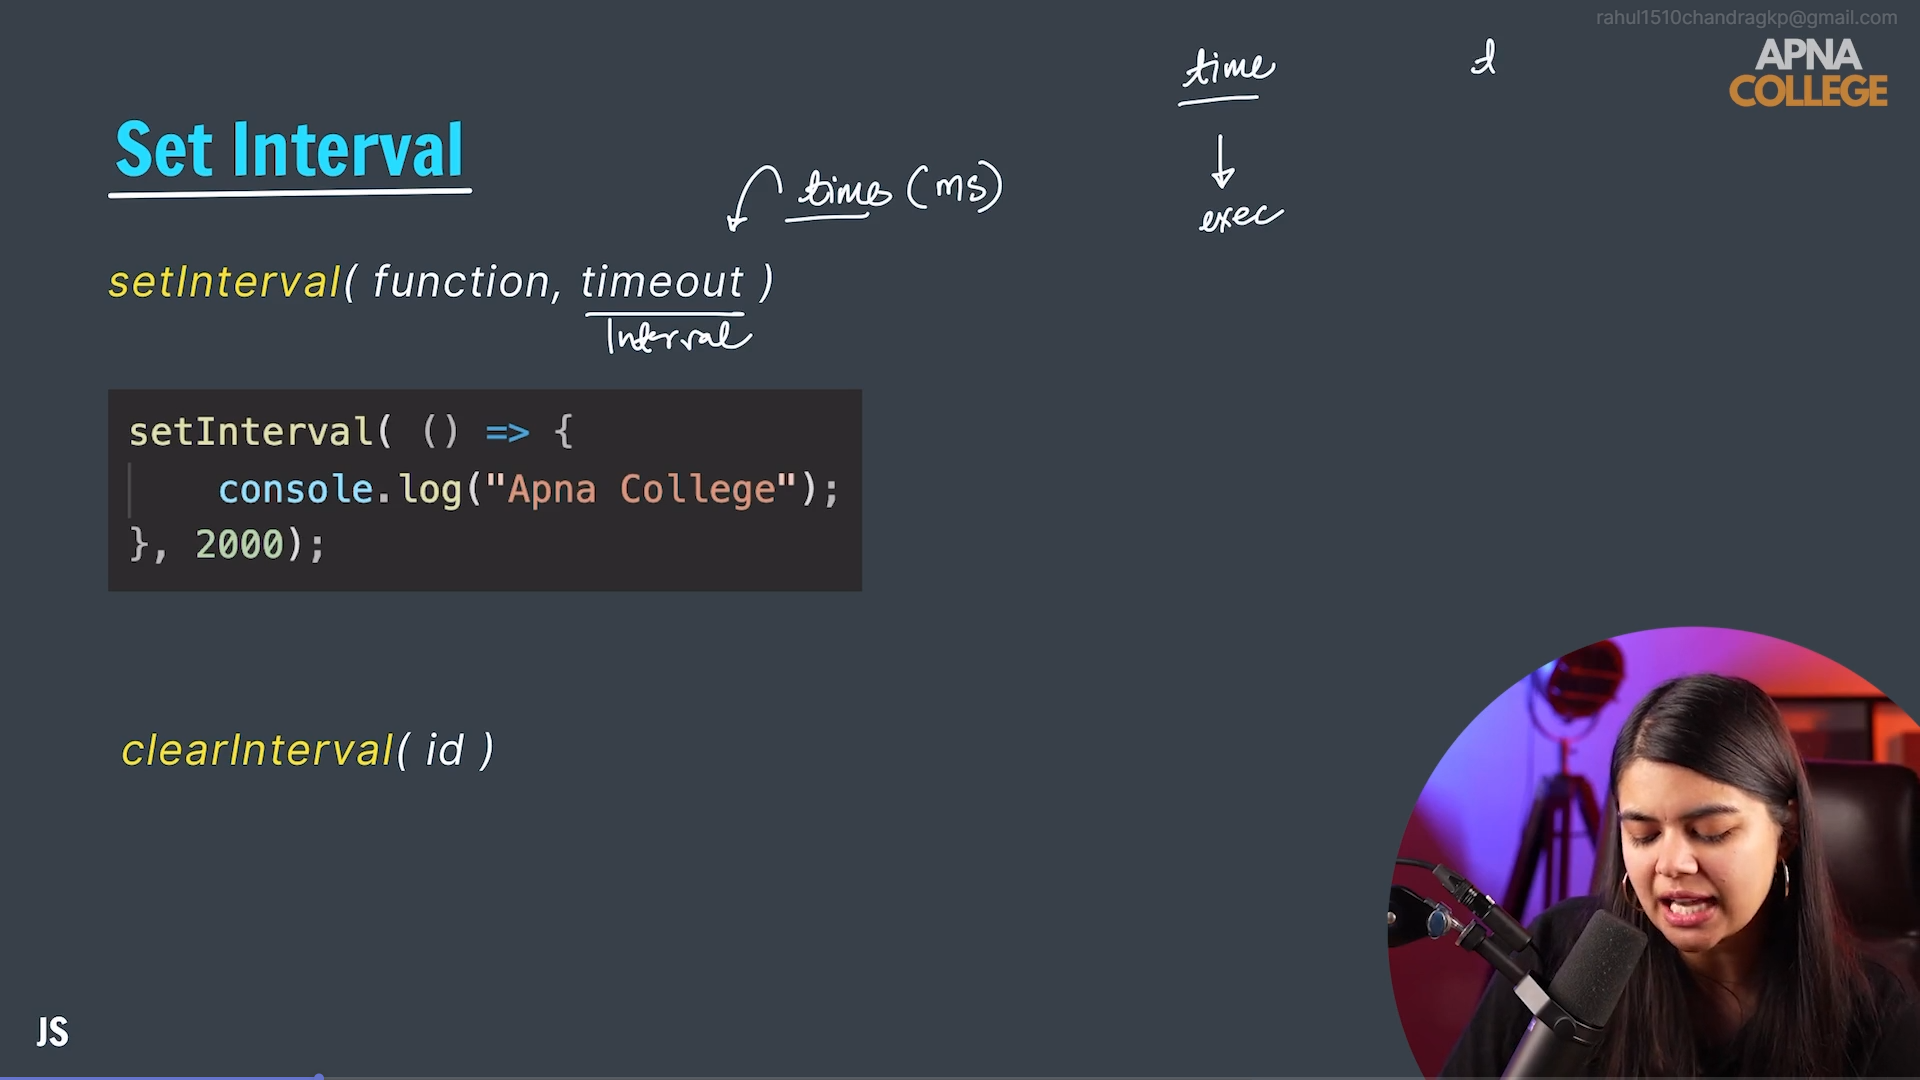 rahul1510chandragkp@gmail.com
APNA
COLLEGE
time
exec
Set Interval
time (ms)
setInterval( function, timeout )
Interval
setInterval( () => {
console.log("Apna College");
}, 2000);
clearInterval( id )
JS